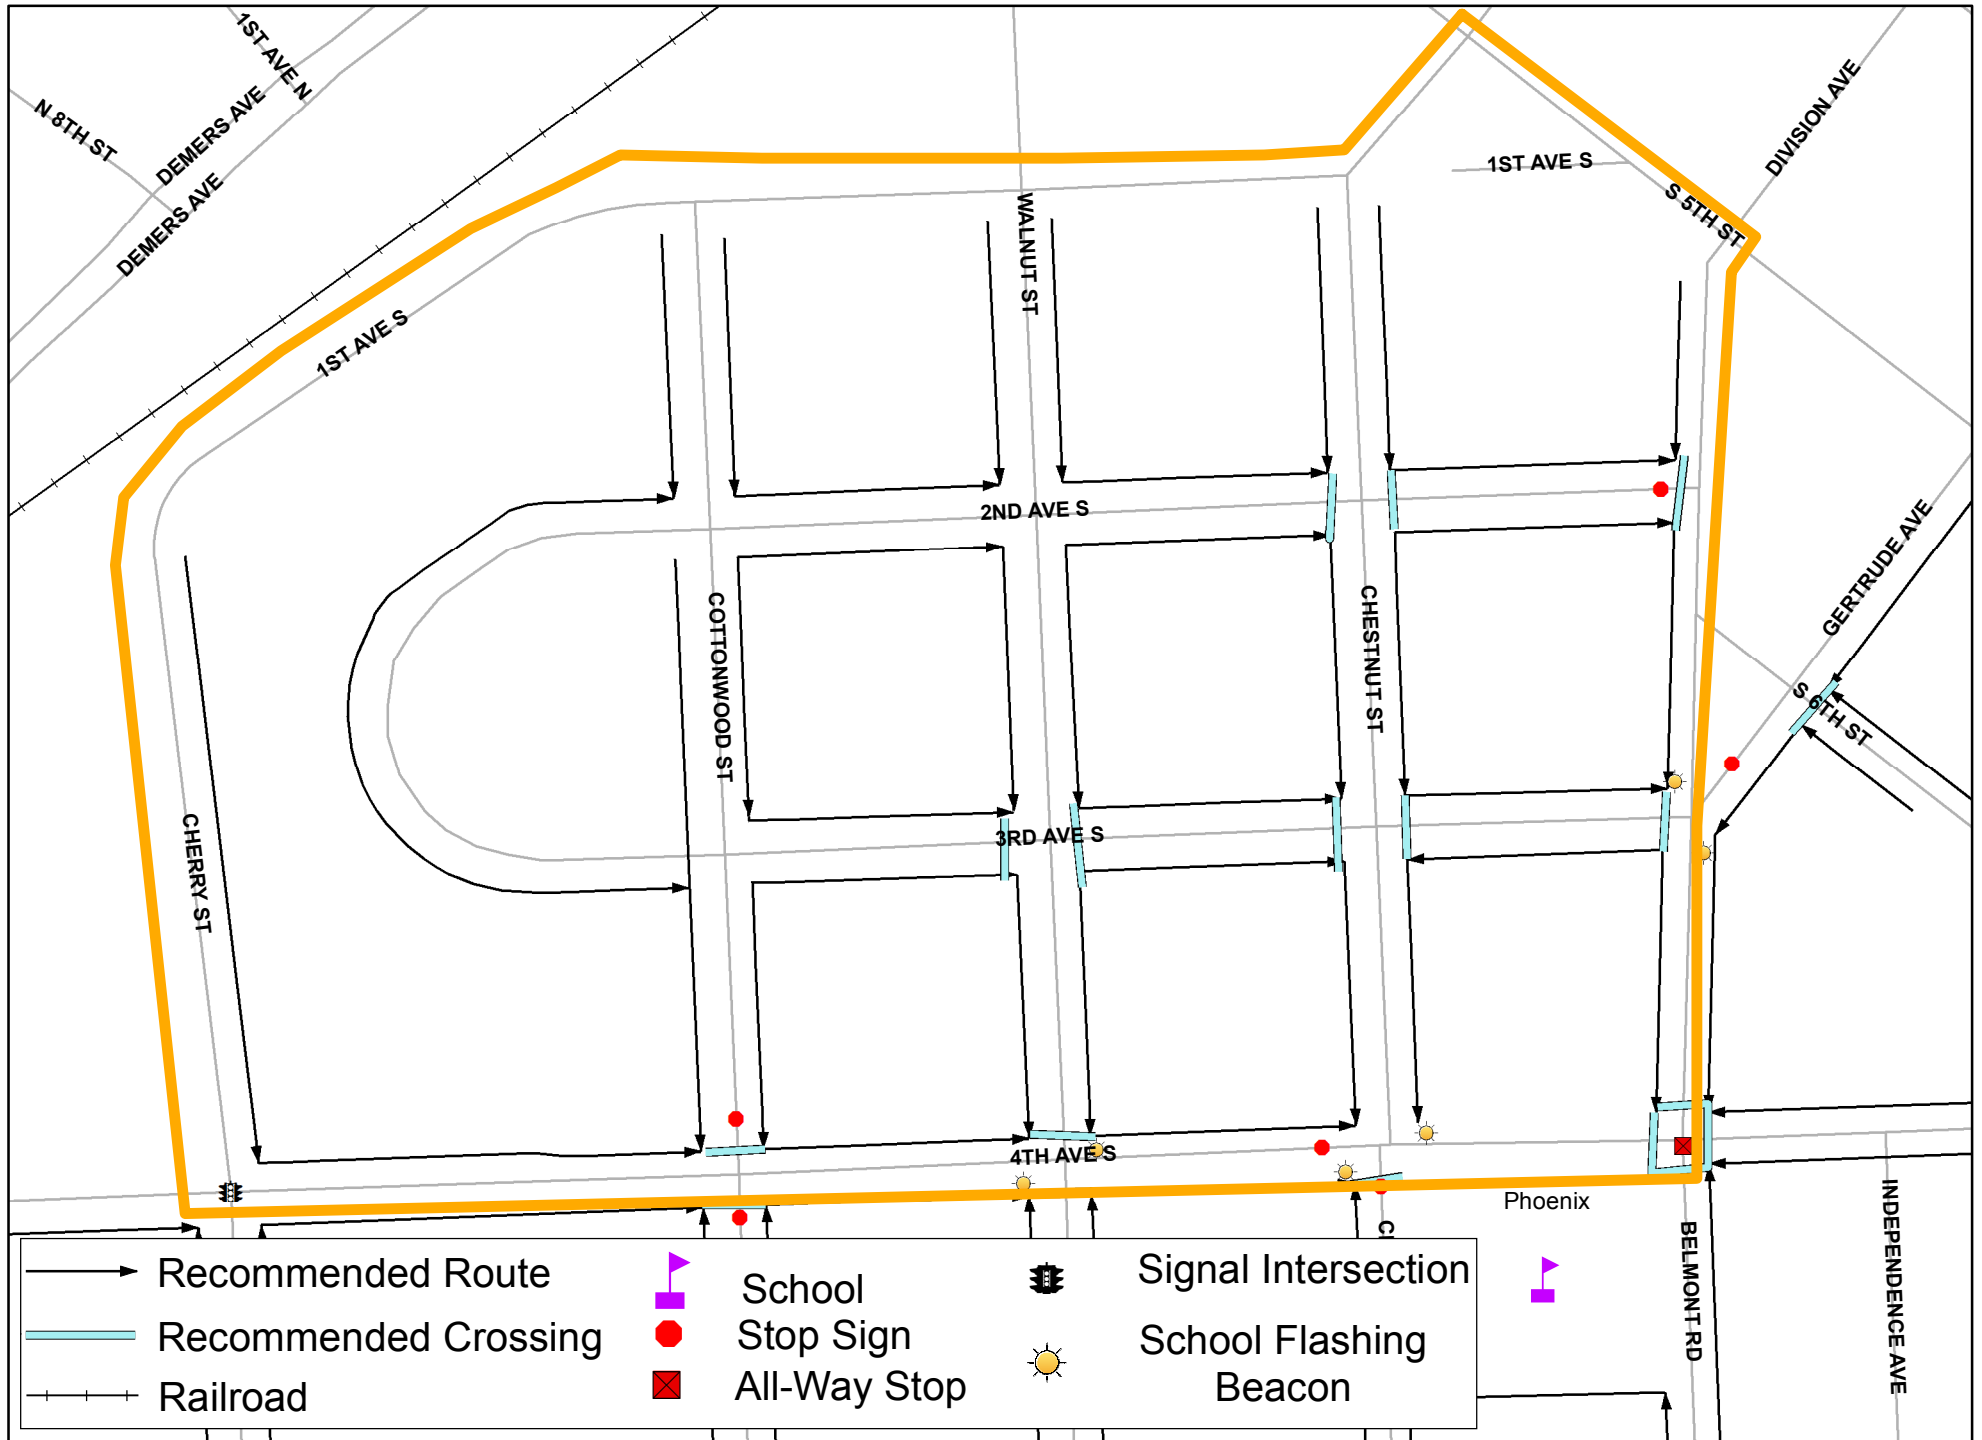 1ST AVE N
N 8TH ST
DEMERS AVE
DEMERS AVE
DIVISION AVE
1ST AVE S
S 5TH ST
WALNUT ST
1ST AVE S
2ND AVE S
GERTRUDE AVE
COTTONWOOD ST
CHESTNUT ST
S 6TH ST
CHERRY ST
3RD AVE S
4TH AVE S
Phoenix
BELMONT RD
INDEPENDENCE AVE
Recommended Route
Recommended Crossing
Railroad
School
Stop Sign
All-Way Stop
Signal Intersection
School Flashing
Beacon